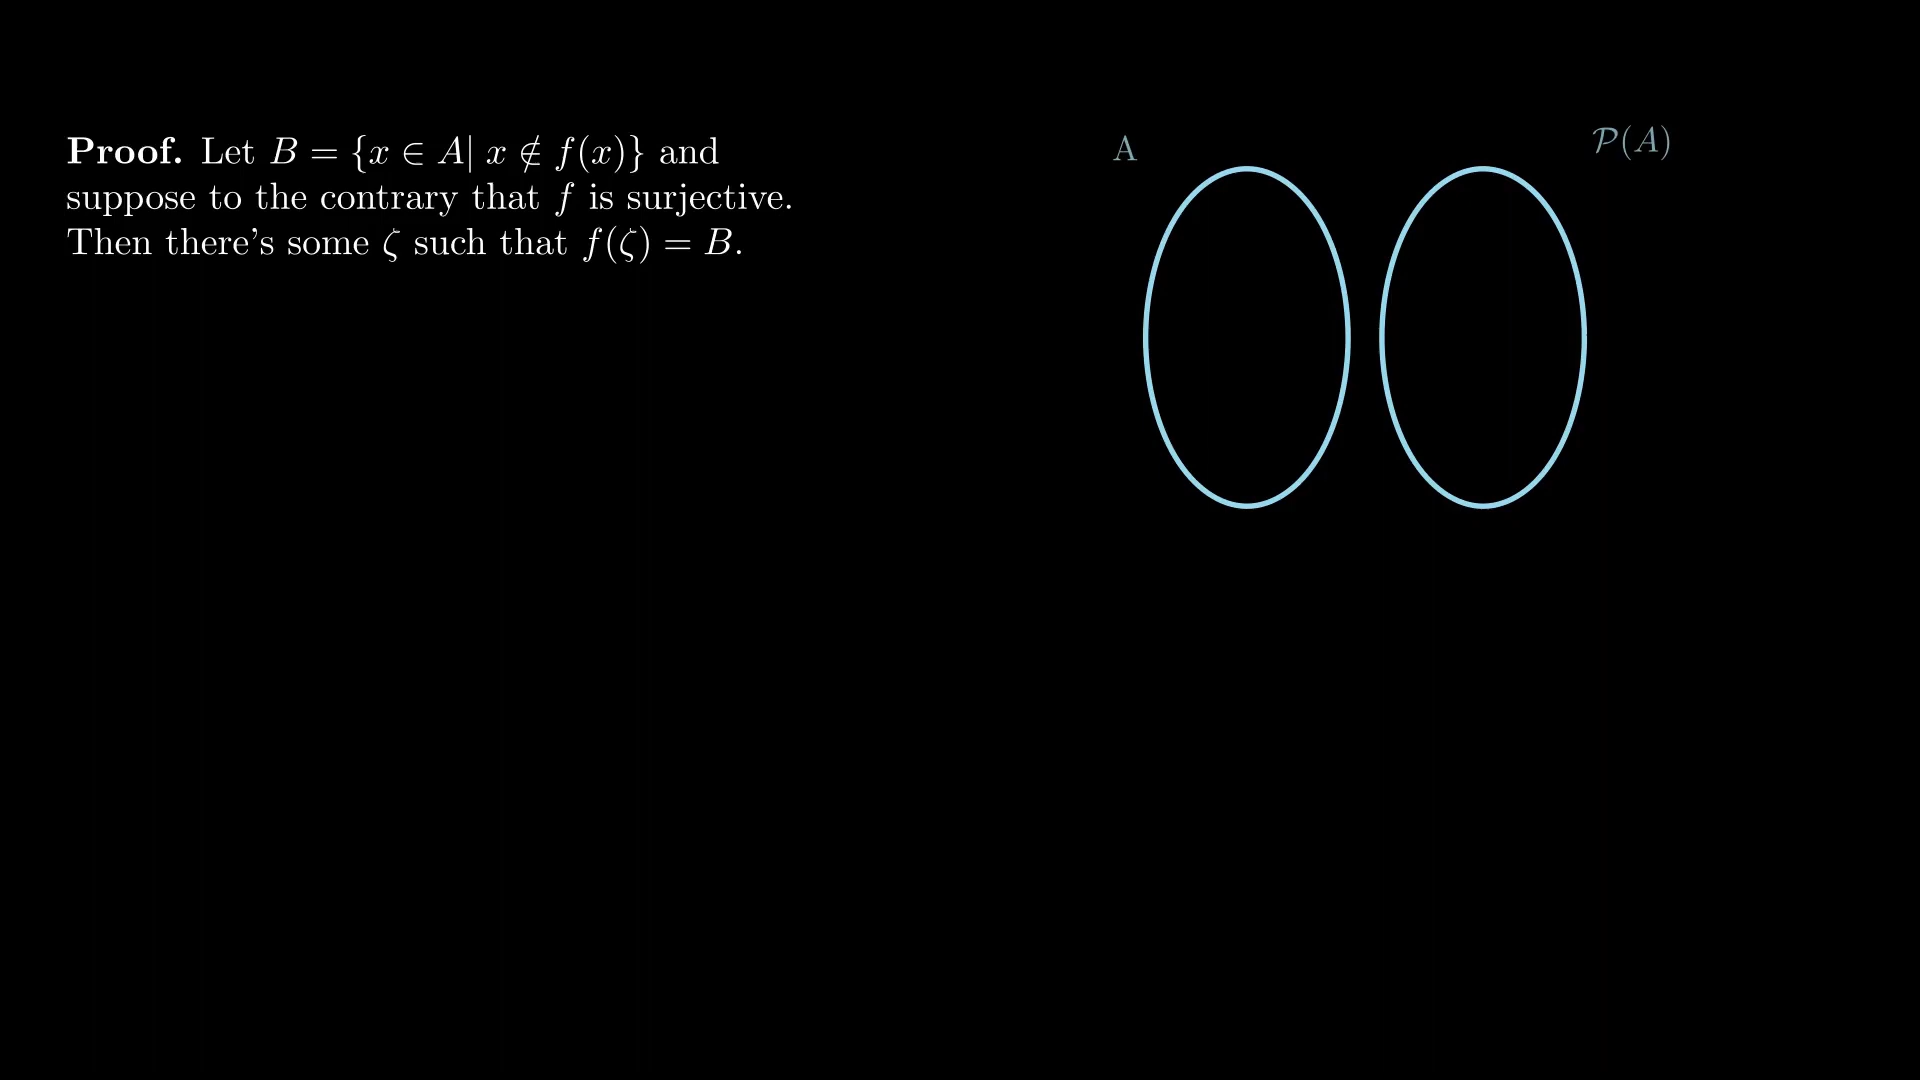 Proof. Let B = {x ∈ A| x ∉ f(x)} and
suppose to the contrary that f is surjective.
Then there's some ζ such that f(ζ) = B.
A
𝒫(A)